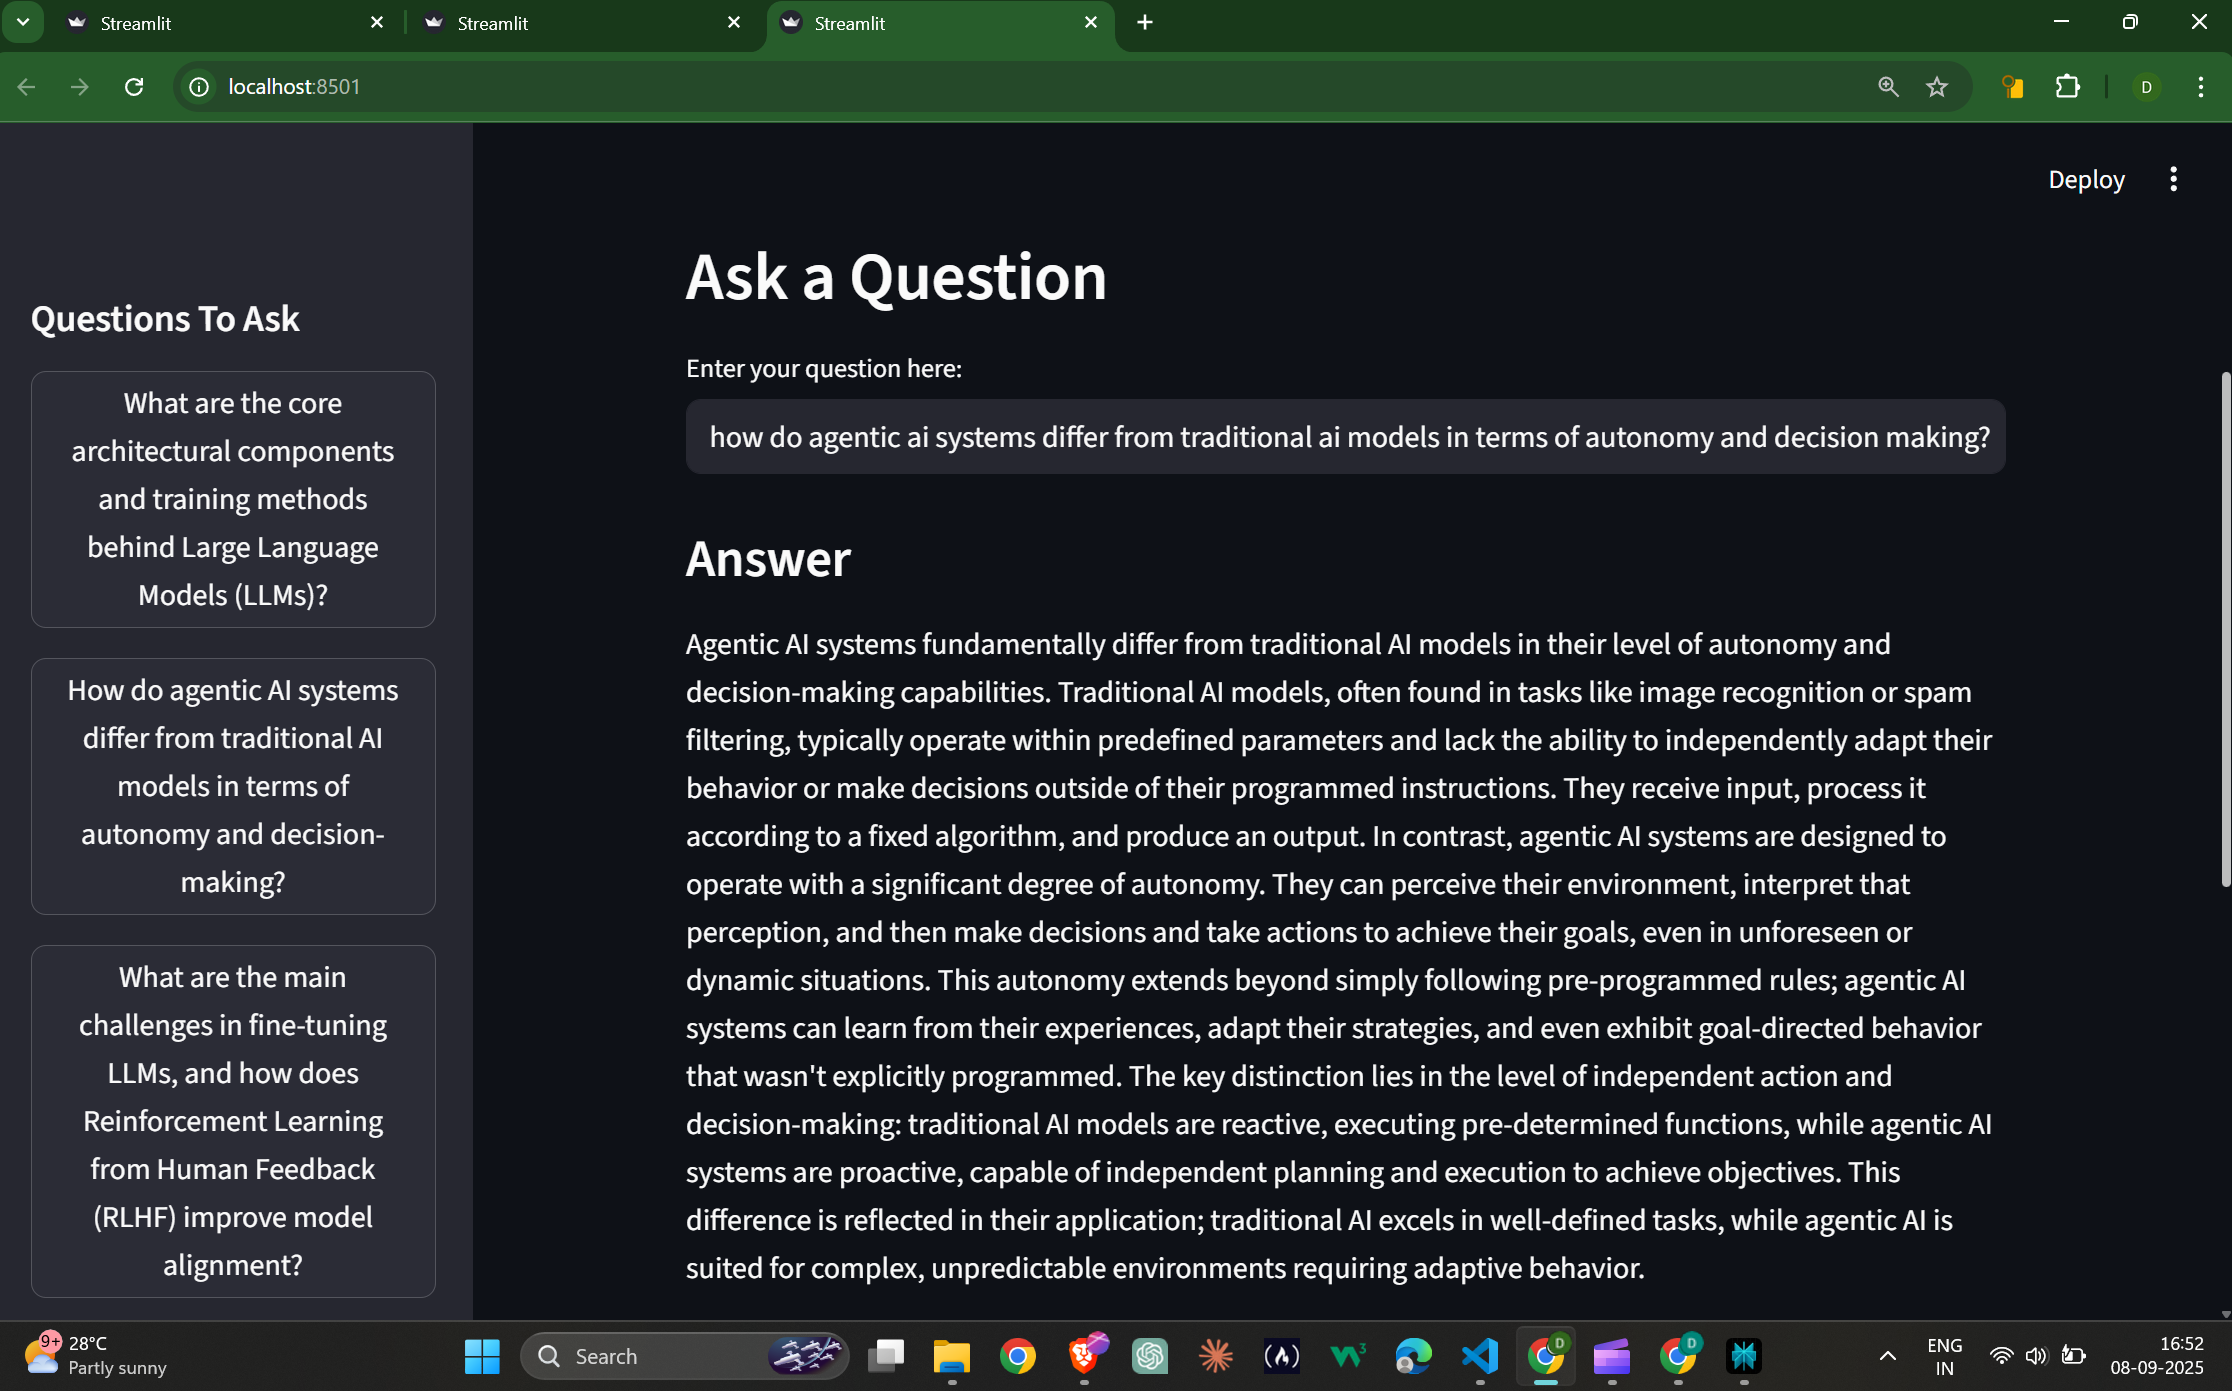 Streamlit
Streamlit
Streamlit
localhost:8501
D
Deploy
Questions To Ask
What are the core
architectural components
and training methods
behind Large Language
Models (LLMs)?
How do agentic AI systems
differ from traditional AI
models in terms of
autonomy and decision-
making?
What are the main
challenges in fine-tuning
LLMs, and how does
Reinforcement Learning
from Human Feedback
(RLHF) improve model
alignment?
Ask a Question
Enter your question here:
how do agentic ai systems differ from traditional ai models in terms of autonomy and decision making?
Answer
Agentic AI systems fundamentally differ from traditional AI models in their level of autonomy and
decision-making capabilities. Traditional AI models, often found in tasks like image recognition or spam
filtering, typically operate within predefined parameters and lack the ability to independently adapt their
behavior or make decisions outside of their programmed instructions. They receive input, process it
according to a fixed algorithm, and produce an output. In contrast, agentic AI systems are designed to
operate with a significant degree of autonomy. They can perceive their environment, interpret that
perception, and then make decisions and take actions to achieve their goals, even in unforeseen or
dynamic situations. This autonomy extends beyond simply following pre-programmed rules; agentic AI
systems can learn from their experiences, adapt their strategies, and even exhibit goal-directed behavior
that wasn't explicitly programmed. The key distinction lies in the level of independent action and
decision-making: traditional AI models are reactive, executing pre-determined functions, while agentic AI
systems are proactive, capable of independent planning and execution to achieve objectives. This
difference is reflected in their application; traditional AI excels in well-defined tasks, while agentic AI is
suited for complex, unpredictable environments requiring adaptive behavior.
9+
28°C
Partly sunny
Search
W3
D
D
ENG
IN
16:52
08-09-2025